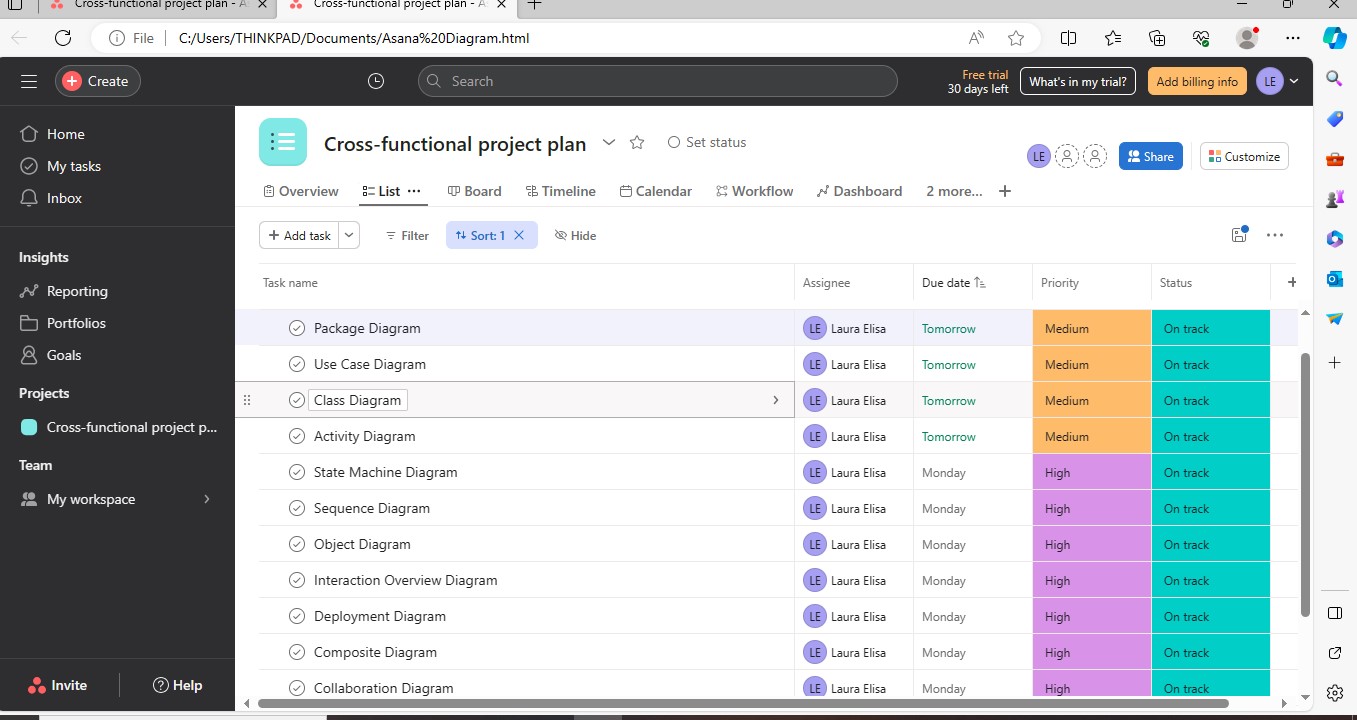 Cross-functional project plan - A
Cross-functional project plan - A
File
C:/Users/THINKPAD/Documents/Asana%20Diagram.html
Create
Search
Free trial
30 days left
What's in my trial?
Add billing info
LE
Home
My tasks
Inbox
Insights
Reporting
Portfolios
Goals
Projects
Cross-functional project p...
Team
My workspace
Invite
Help
Cross-functional project plan
Set status
LE
Share
Customize
Overview
List
Board
Timeline
Calendar
Workflow
Dashboard
2 more...
Add task
Filter
Sort: 1
Hide
Task name Assignee Due date Priority Status
Package Diagram LE Laura Elisa Tomorrow Medium On track
Use Case Diagram LE Laura Elisa Tomorrow Medium On track
Class Diagram LE Laura Elisa Tomorrow Medium On track
Activity Diagram LE Laura Elisa Tomorrow Medium On track
State Machine Diagram LE Laura Elisa Monday High On track
Sequence Diagram LE Laura Elisa Monday High On track
Object Diagram LE Laura Elisa Monday High On track
Interaction Overview Diagram LE Laura Elisa Monday High On track
Deployment Diagram LE Laura Elisa Monday High On track
Composite Diagram LE Laura Elisa Monday High On track
Collaboration Diagram LE Laura Elisa Monday High On track